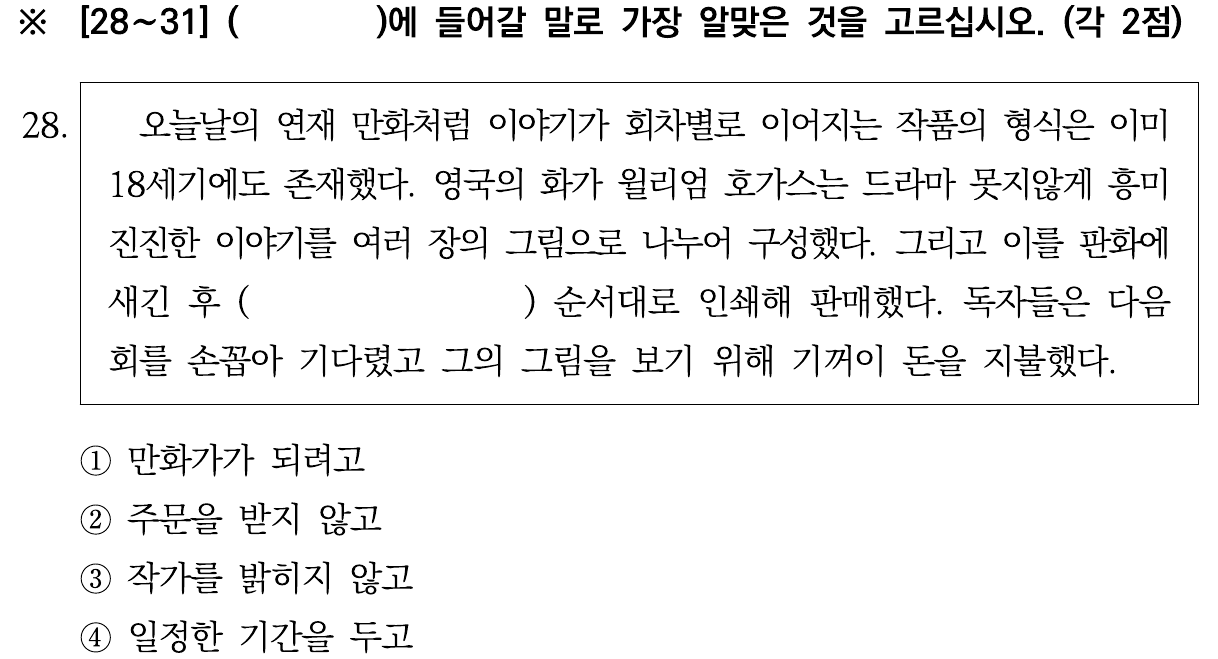 ※ [28～31] (            )에 들어갈 말로 가장 알맞은 것을 고르십시오. (각 2점)
28. 오늘날의 연재 만화처럼 이야기가 회차별로 이어지는 작품의 형식은 이미
18세기에도 존재했다. 영국의 화가 윌리엄 호가스는 드라마 못지않게 흥미
진진한 이야기를 여러 장의 그림으로 나누어 구성했다. 그리고 이를 판화에
새긴 후 (                    ) 순서대로 인쇄해 판매했다. 독자들은 다음
회를 손꼽아 기다렸고 그의 그림을 보기 위해 기꺼이 돈을 지불했다.
① 만화가가 되려고
② 주문을 받지 않고
③ 작가를 밝히지 않고
④ 일정한 기간을 두고